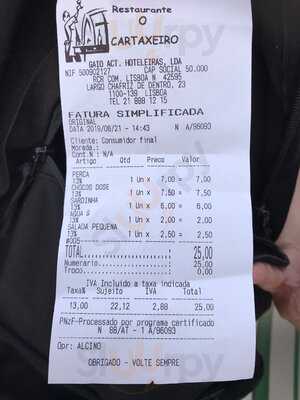 Restaurante
O
CARTAXEIRO
GAIO ACT. HOTELEIRAS, LDA
NIF 500902127 CAP SOCIAL 50.000
RCR COM. LISBOA N 42595
LARGO CHAFRIZ DE DENTRO, 23
1100-139 LISBOA
TEL 21 888 12 15
FATURA SIMPLIFICADA
ORIGINAL
DATA 2019/06/21 - 14:43 N A/96093
Cliente: Consumidor final
Morada.:
Cont.N : N/A
Artigo Qtd Preco Valor
PERCA
13% 1 Un x 7,00 = 7,00
CHOCOS DOSE
13% 1 Un x 7,50 = 7,50
SARDINHA
13% 1 Un x 6,00 = 6,00
AGUA G
13% 1 Un x 2,00 = 2,00
SALADA PEQUENA
13% 1 Un x 2,50 = 2,50
#005
TOTAL 25,00
Numerario 25,00
Troco 0,00
IVA Incluido a taxa indicada
Taxa% Sujeito IVA Total
13,00 22,12 2,88 25,00
PNzF-Processado por programa certificado
N 88/AT - 1 A/96093
Opr: ALCINO
OBRIGADO - VOLTE SEMPRE